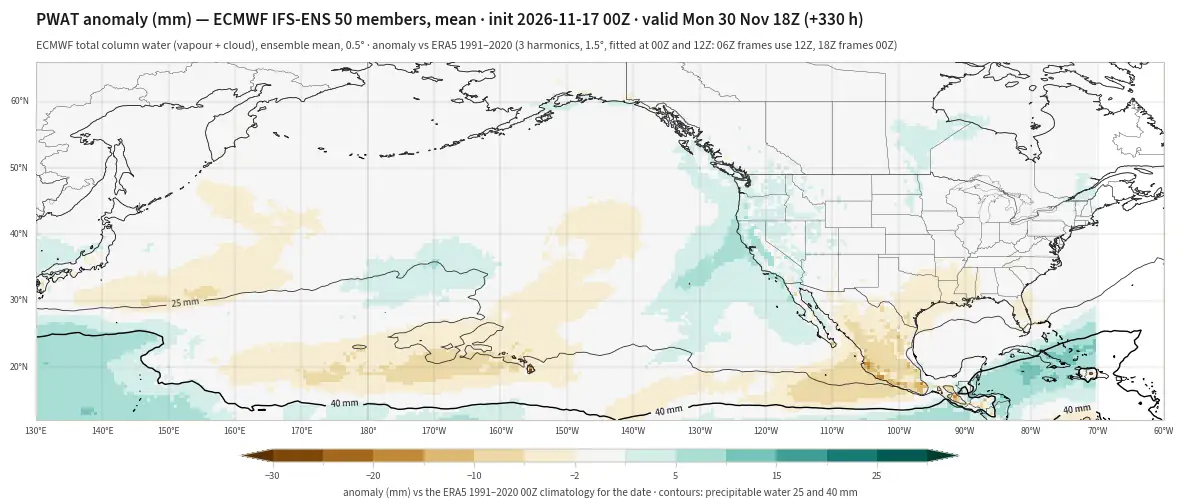 PWAT anomaly (mm) — ECMWF IFS-ENS 50 members, mean · init 2026-11-17 00Z · valid Mon 30 Nov 18Z (+330 h)
ECMWF total column water (vapour + cloud), ensemble mean, 0.5° · anomaly vs ERA5 1991–2020 (3 harmonics, 1.5°, fitted at 00Z and 12Z: 06Z frames use 12Z, 18Z frames 00Z)
60°N
50°N
40°N
30°N
20°N
25 mm
40 mm
40 mm
40 mm
130°E 140°E 150°E 160°E 170°E 180° 170°W 160°W 150°W 140°W 130°W 120°W 110°W 100°W 90°W 80°W 70°W 60°W
−30 −20 −10 −2 5 15 25
anomaly (mm) vs the ERA5 1991–2020 00Z climatology for the date · contours: precipitable water 25 and 40 mm